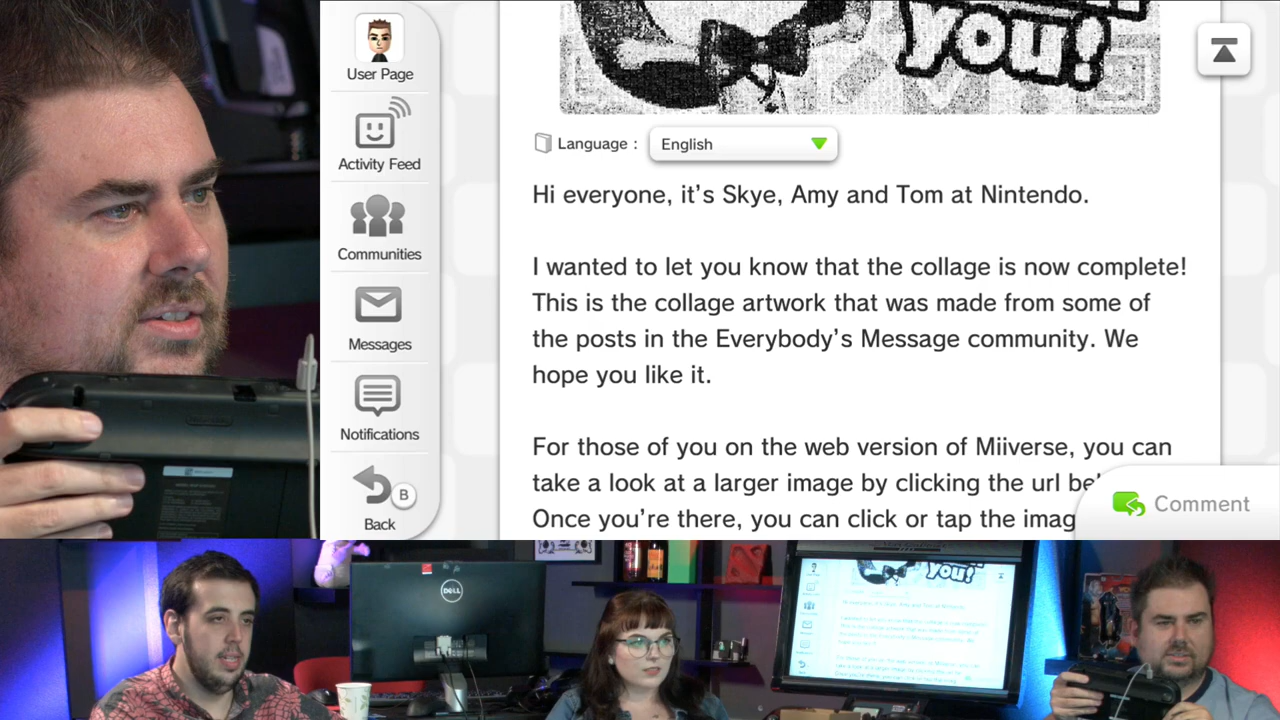 you!
User Page
Activity Feed
Communities
Messages
Notifications
B
Back
Language :
English
Hi everyone, it's Skye, Amy and Tom at Nintendo.
I wanted to let you know that the collage is now complete!
This is the collage artwork that was made from some of
the posts in the Everybody's Message community. We
hope you like it.
For those of you on the web version of Miiverse, you can
take a look at a larger image by clicking the url
Once you're there, you can click or tap the imag
Comment
DELL
you!